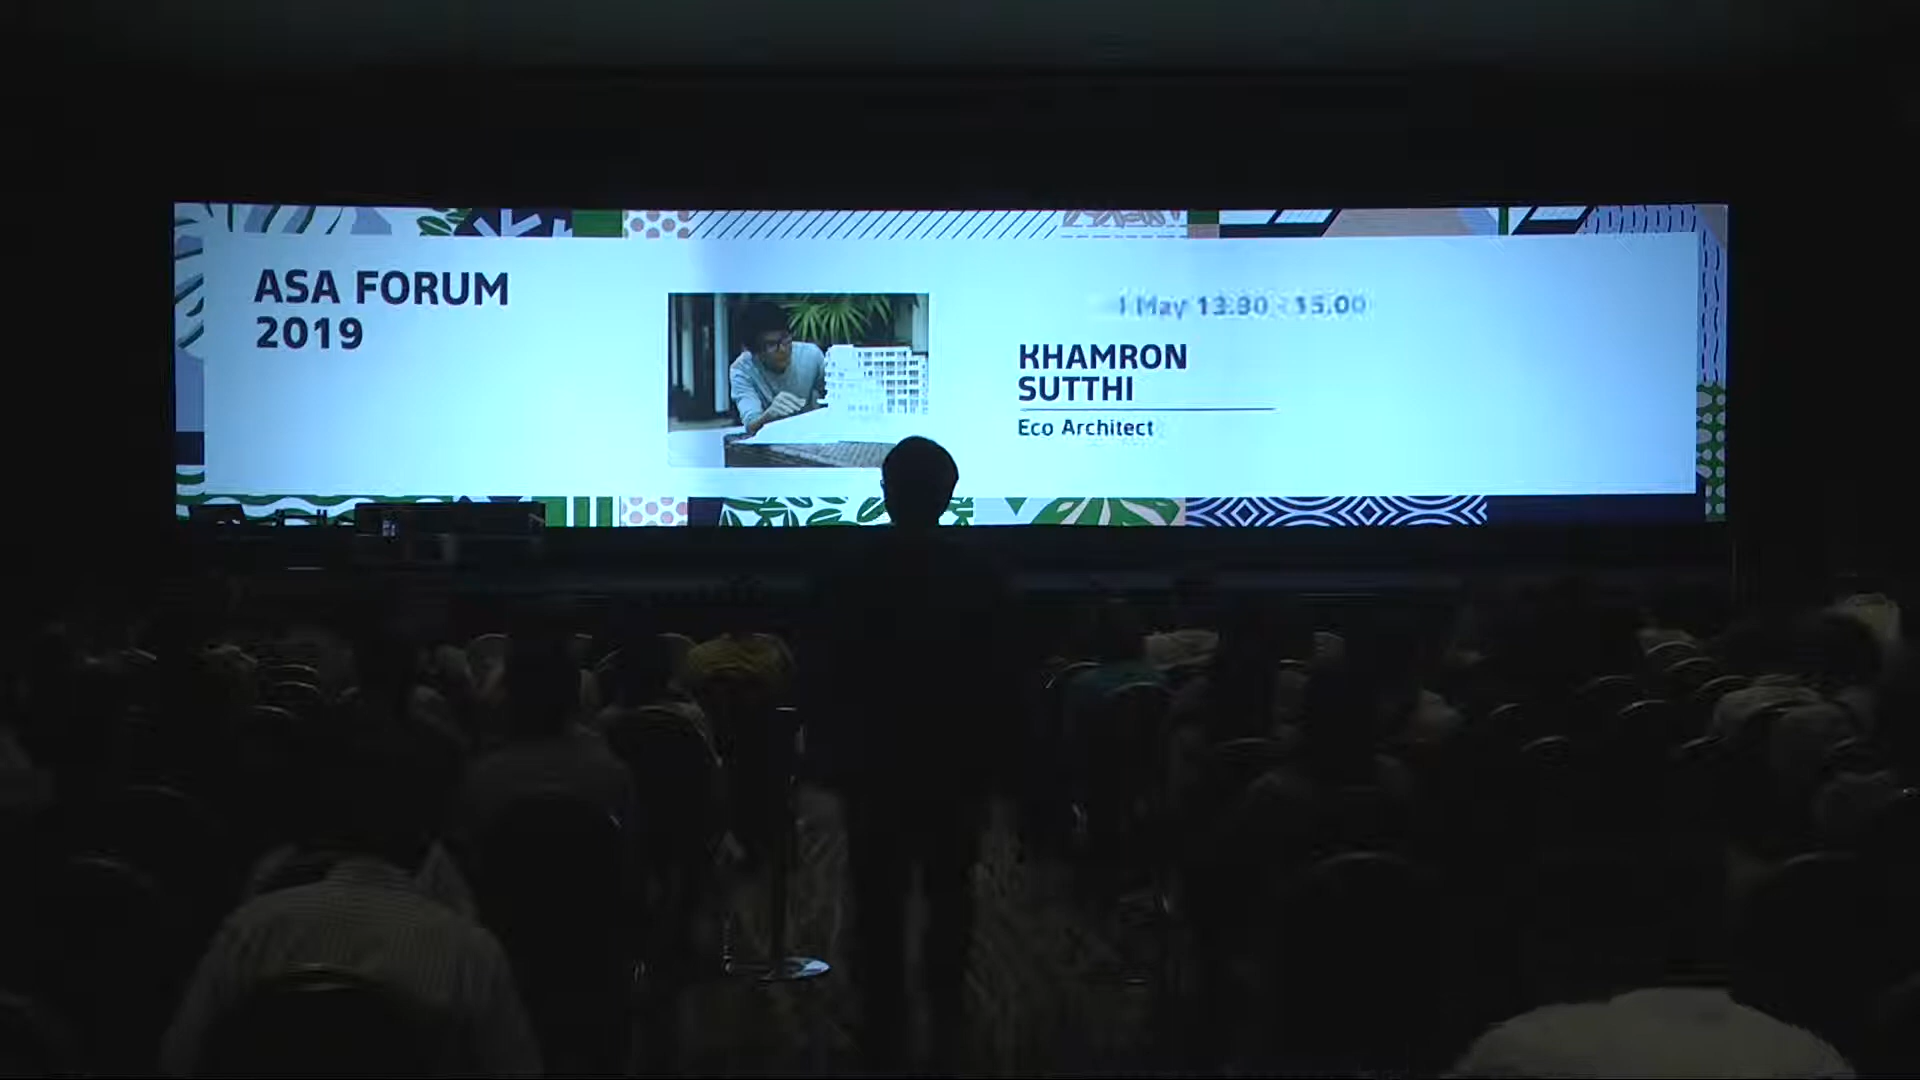 ASA FORUM
2019
May 13.30 - 15.00
KHAMRON
SUTTHI
Eco Architect